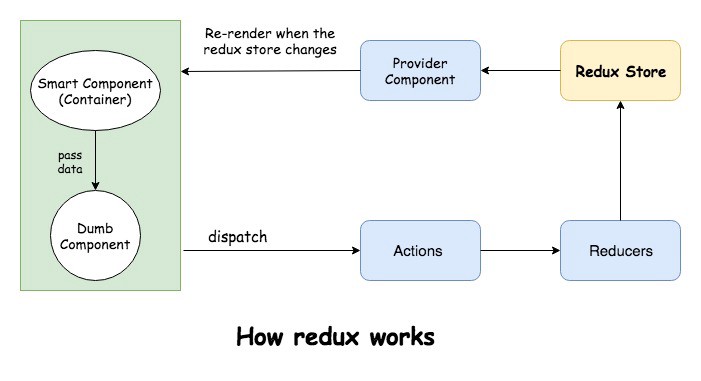 Re-render when the
redux store changes
Smart Component
(Container)
Provider
Component
Redux Store
pass
data
Dumb
Component
dispatch
Actions
Reducers
How redux works